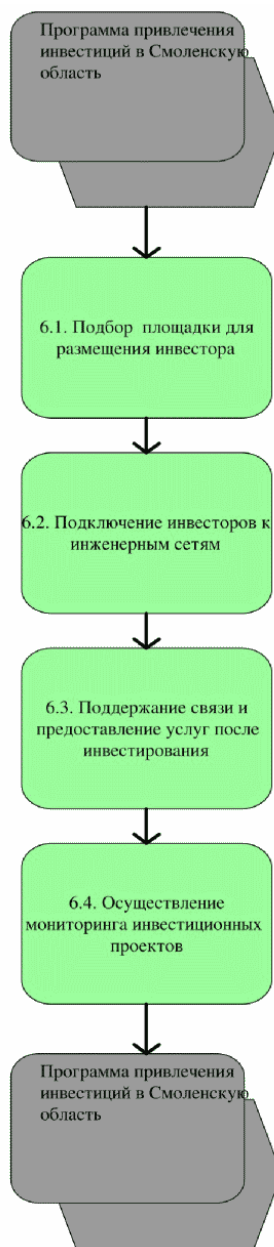 Программа привлечения
инвестиций в Смоленскую
область
6.1. Подбор площадки для
размещения инвестора
6.2. Подключение инвесторов к
инженерным сетям
6.3. Поддержание связи и
предоставление услуг после
инвестирования
6.4. Осуществление
мониторинга инвестиционных
проектов
Программа привлечения
инвестиций в Смоленскую
область